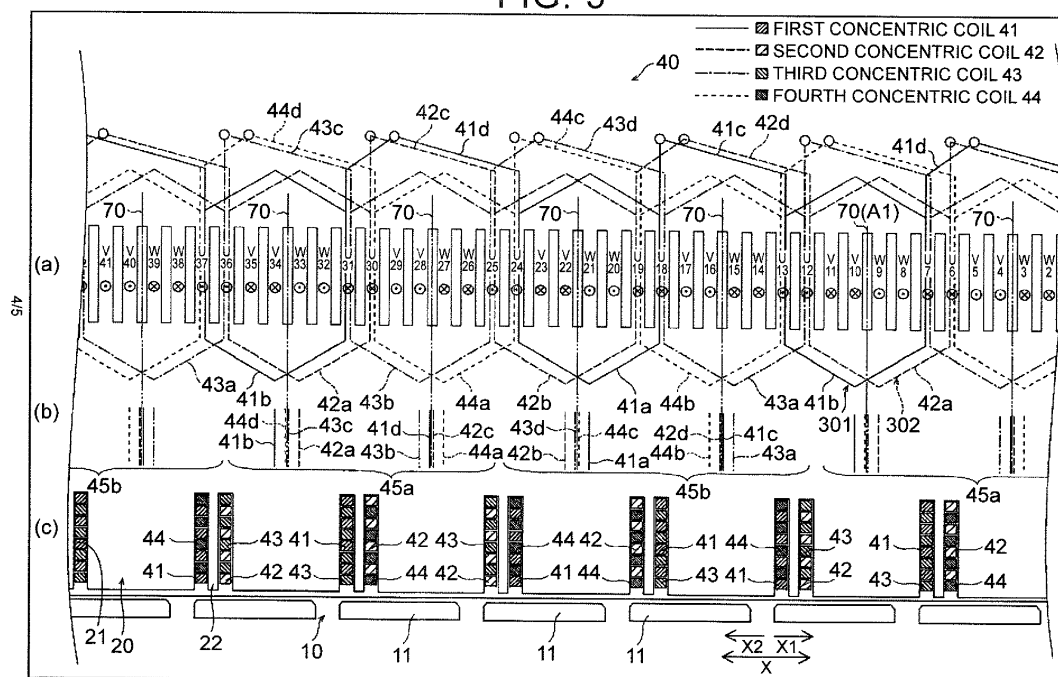 FIG. 5
FIRST CONCENTRIC COIL 41
SECOND CONCENTRIC COIL 42
THIRD CONCENTRIC COIL 43
FOURTH CONCENTRIC COIL 44
40
44d 43c 42c 41d 44c 43d 41c 42d 41d
70 70 70 70 70 70(A1) 70
(a)
V 41 V 40 W 39 W 38 U 37 U 36 V 35 V 34 W 33 W 32 U 31 U 30 V 29 V 28 W 27 W 26 U 25 U 24 V 23 V 22 W 21 W 20 U 19 U 18 V 17 V 16 W 15 W 14 U 13 U 12 V 11 V 10 W 9 W 8 U 7 U 6 V 5 V 4 W 3 W 2
4/5
43a 41b 42a 43b 44a 42b 41a 44b 43a 41b 42a
301 302
(b)
44d 43c 41d 42c 43d 44c 42d 41c
41b 42a 43b 44a 42b 41a 44b 43a
45b 45a 45b 45a
(c)
44 43 41 42 43 44 42 41 44 43 41 42
41 42 43 44 42 41 44 43 41 42 43 44
21 20 22 10 11 11 11
X2 X1
X